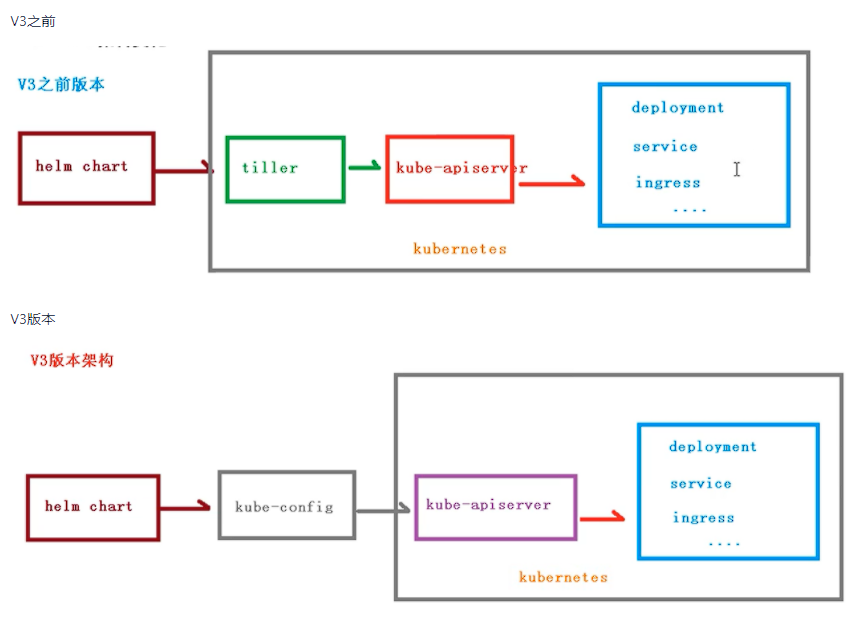 V3之前
V3之前版本
helm chart
tiller
kube-apiserver
deployment
service
ingress
....
kubernetes
V3版本
V3版本架构
helm chart
kube-config
kube-apiserver
deployment
service
ingress
....
kubernetes